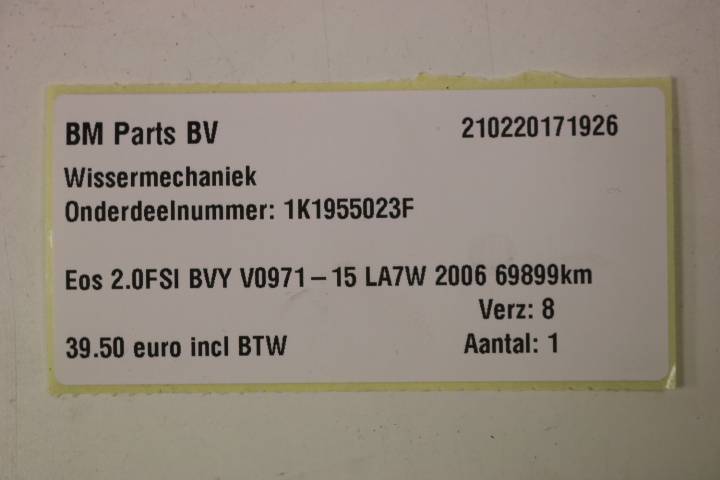 BM Parts BV 210220171926
Wissermechaniek
Onderdeelnummer: 1K1955023F
Eos 2.0FSI BVY V0971-15 LA7W 2006 69899km
Verz: 8
39.50 euro incl BTW Aantal: 1